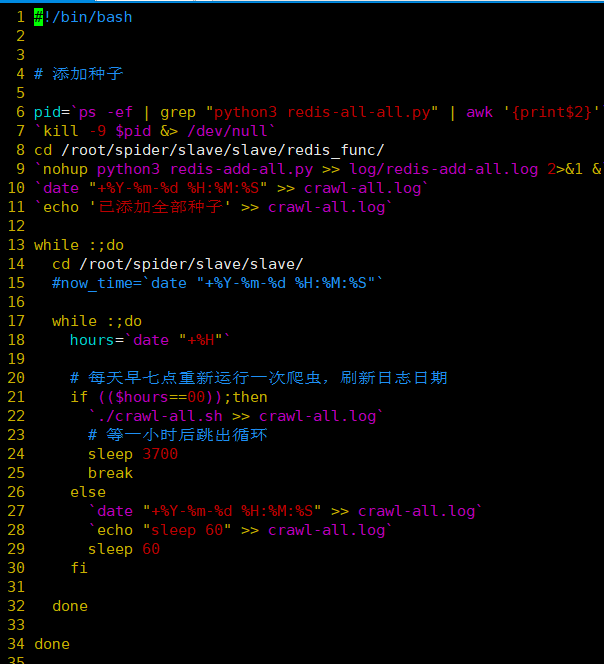 1 #!/bin/bash
2
3
4 # 添加种子
5
6 pid=`ps -ef | grep "python3 redis-all-all.py" | awk '{print$2}'
7 `kill -9 $pid &> /dev/null`
8 cd /root/spider/slave/slave/redis_func/
9 `nohup python3 redis-add-all.py >> log/redis-add-all.log 2>&1 &
10 `date "+%Y-%m-%d %H:%M:%S" >> crawl-all.log`
11 `echo '已添加全部种子' >> crawl-all.log`
12
13 while :;do
14   cd /root/spider/slave/slave/
15   #now_time=`date "+%Y-%m-%d %H:%M:%S"`
16
17   while :;do
18     hours=`date "+%H"`
19
20     # 每天早七点重新运行一次爬虫，刷新日志日期
21     if (($hours==00));then
22       `./crawl-all.sh >> crawl-all.log`
23       # 等一小时后跳出循环
24       sleep 3700
25       break
26     else
27       `date "+%Y-%m-%d %H:%M:%S" >> crawl-all.log`
28       `echo "sleep 60" >> crawl-all.log`
29       sleep 60
30     fi
31
32   done
33
34 done
35